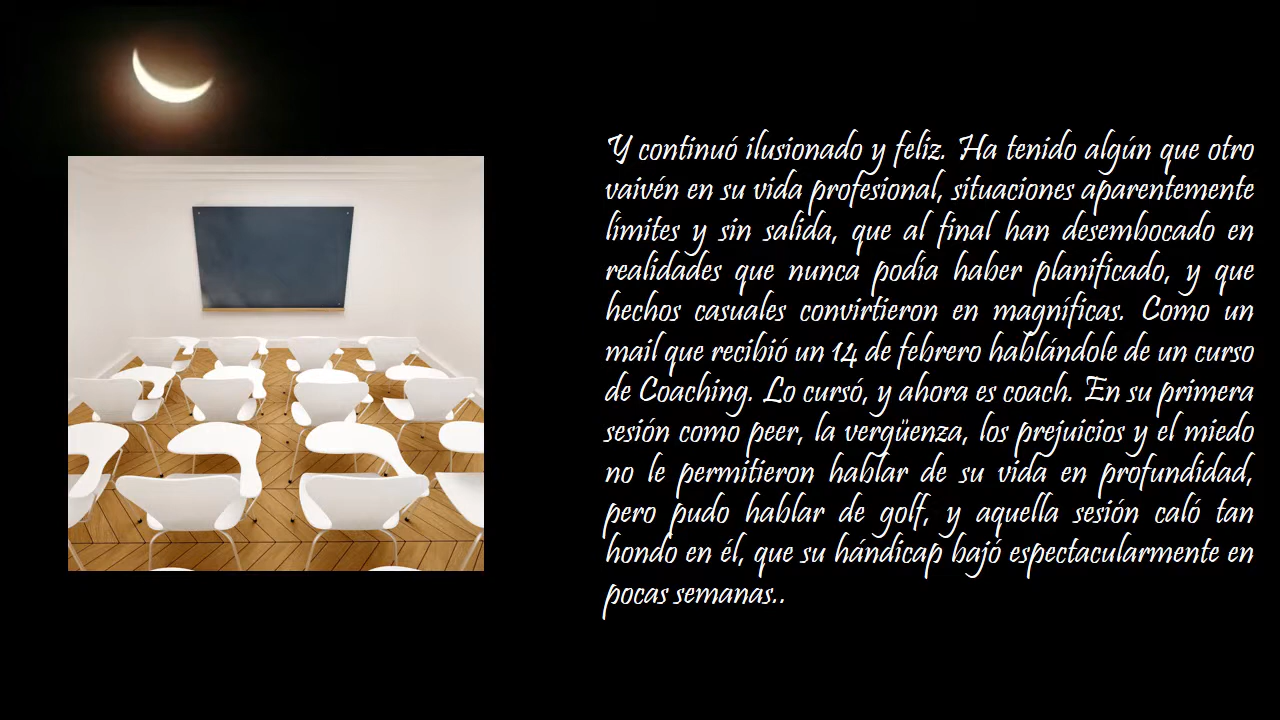 Y continuó ilusionado y feliz. Ha tenido algún que otro
vaivén en su vida profesional, situaciones aparentemente
límites y sin salida, que al final han desembocado en
realidades que nunca podía haber planificado, y que
hechos casuales convirtieron en magníficas. Como un
mail que recibió un 14 de febrero hablándole de un curso
de Coaching. Lo cursó, y ahora es coach. En su primera
sesión como peer, la vergüenza, los prejuicios y el miedo
no le permitieron hablar de su vida en profundidad,
pero pudo hablar de golf, y aquella sesión caló tan
hondo en él, que su hándicap bajó espectacularmente en
pocas semanas..